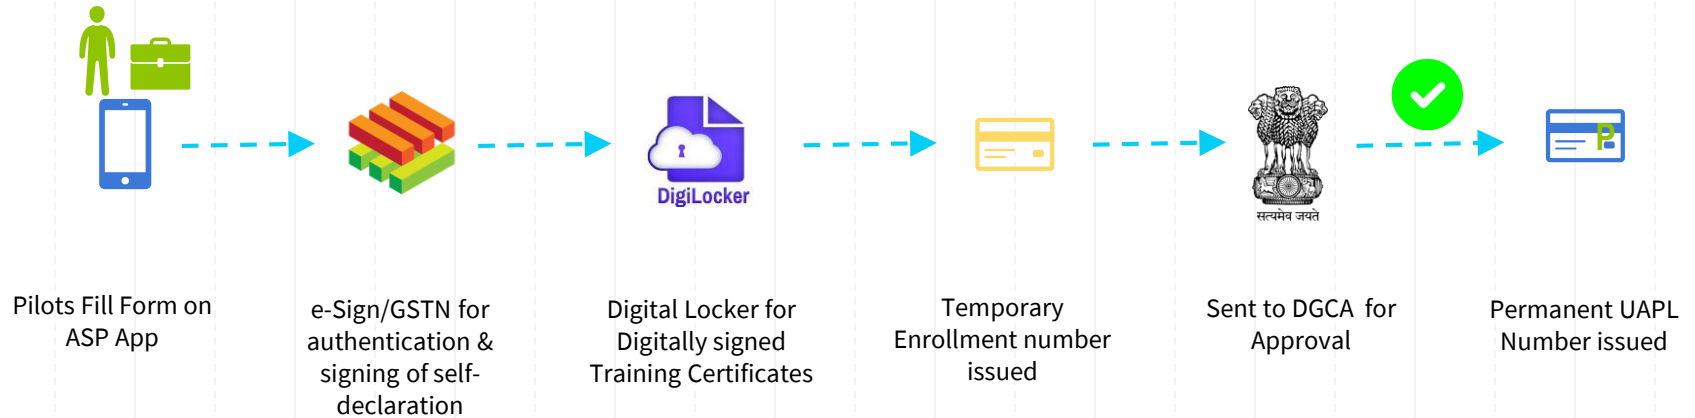 DigiLocker
सत्यमेव जयते
P
Pilots Fill Form on
ASP App
e-Sign/GSTN for
authentication &
signing of self-
declaration
Digital Locker for
Digitally signed
Training Certificates
Temporary
Enrollment number
issued
Sent to DGCA  for
Approval
Permanent UAPL
Number issued